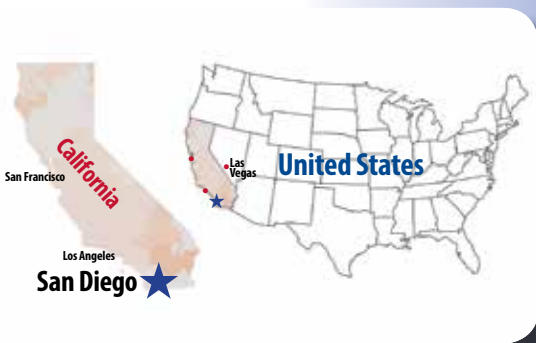 California
San Francisco
Los Angeles
San Diego
Las
Vegas
United States